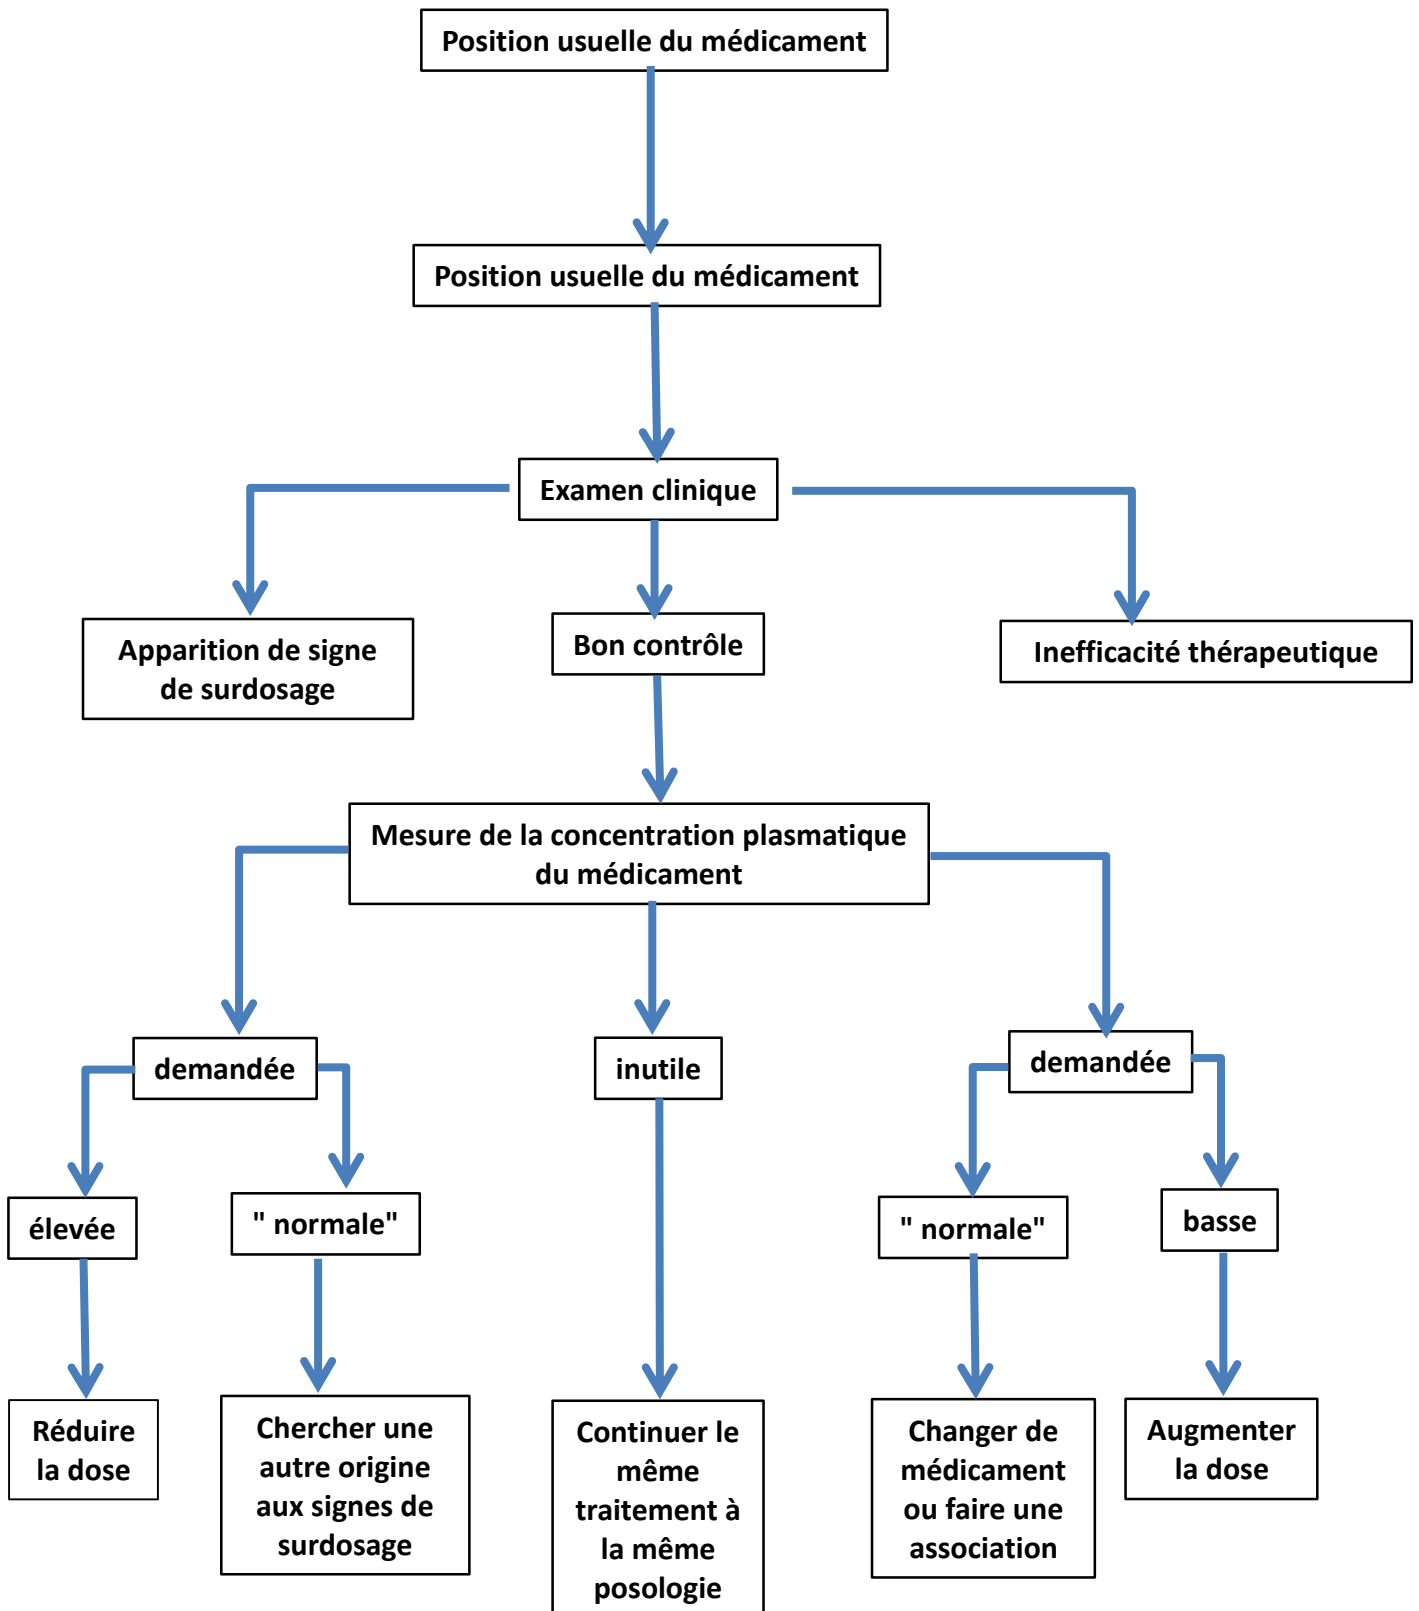 Position usuelle du médicament
Position usuelle du médicament
Examen clinique
Apparition de signe
de surdosage
Bon contrôle
Inefficacité thérapeutique
Mesure de la concentration plasmatique
du médicament
demandée
inutile
demandée
élevée
" normale"
" normale"
basse
Réduire
la dose
Chercher une
autre origine
aux signes de
surdosage
Continuer le
même
traitement à
la même
posologie
Changer de
médicament
ou faire une
association
Augmenter
la dose